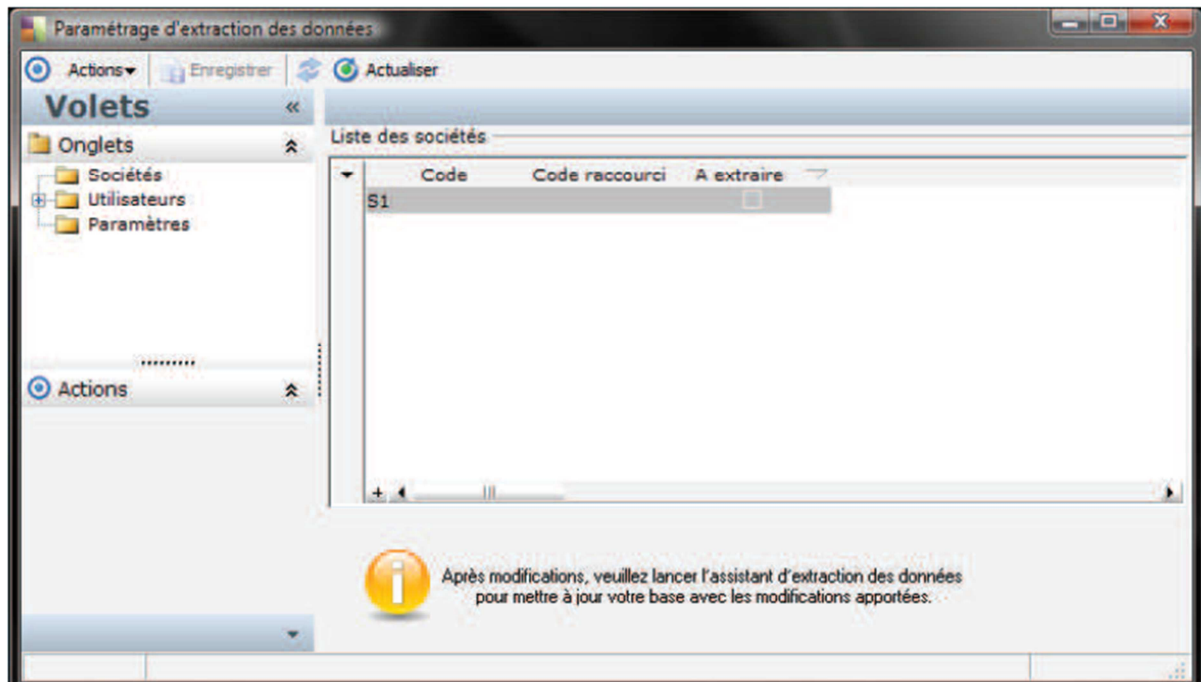 Paramétrage d'extraction des données
Actions Enregistrer Actualiser
Volets
Onglets
Sociétés
Utilisateurs
Paramètres
Actions
Liste des sociétés
Code Code raccourci A extraire
S1
Après modifications, veuillez lancer l'assistant d'extraction des données
pour mettre à jour votre base avec les modifications apportées.